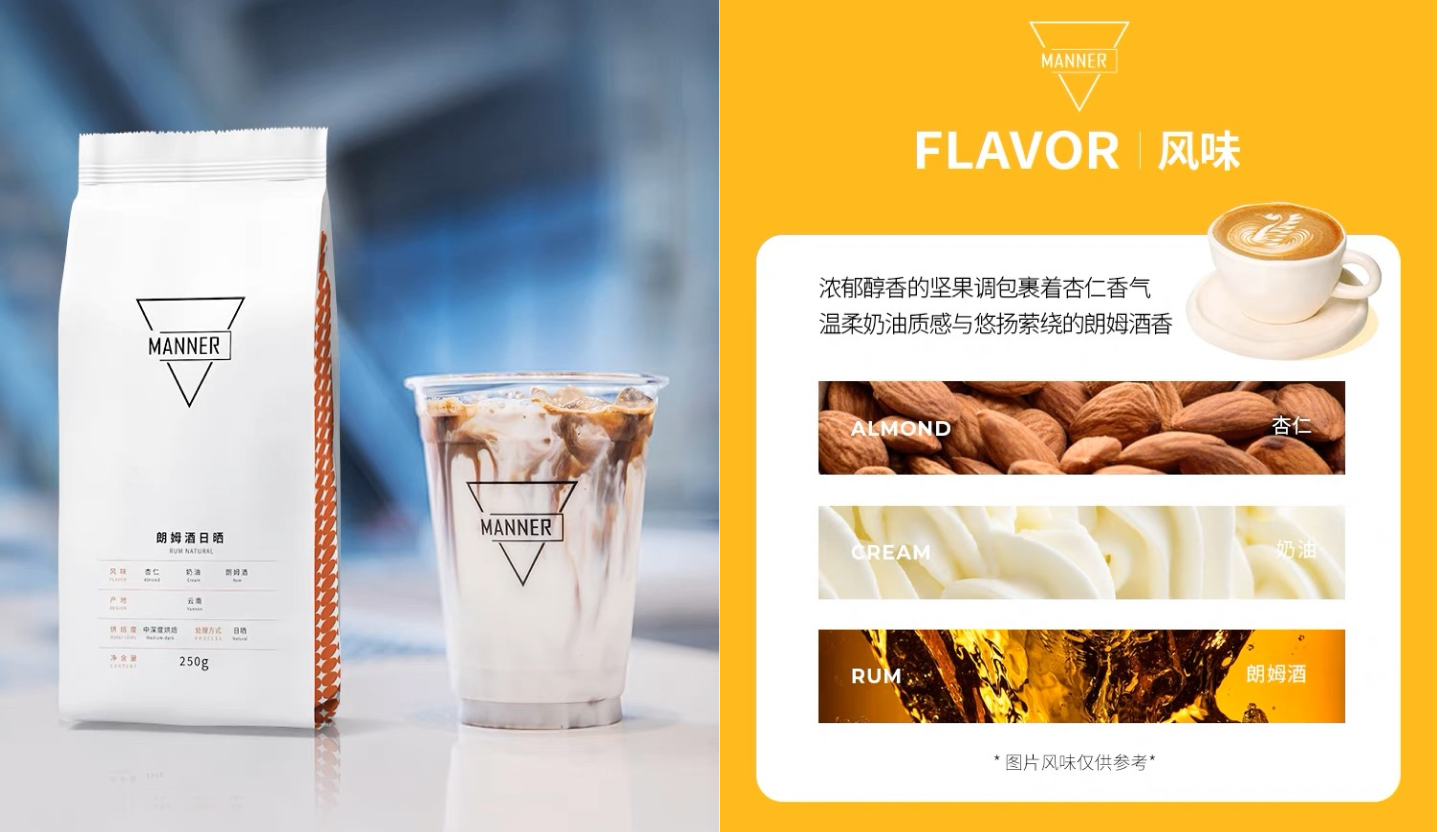 MANNER
朗姆酒日晒
RUM NATURAL
风味 杏仁 奶油 朗姆酒
FLAVOR Almond Cream Rum
产地 云南
REGION Yunnan
烘焙度 中深度烘焙 处理方式 日晒
Medium-dark PROCESS Natural
净含量 250g
CONTENT
MANNER
MANNER
FLAVOR | 风味
浓郁醇香的坚果调包裹着杏仁香气
温柔奶油质感与悠扬萦绕的朗姆酒香
ALMOND 杏仁
CREAM 奶油
RUM 朗姆酒
*图片风味仅供参考*